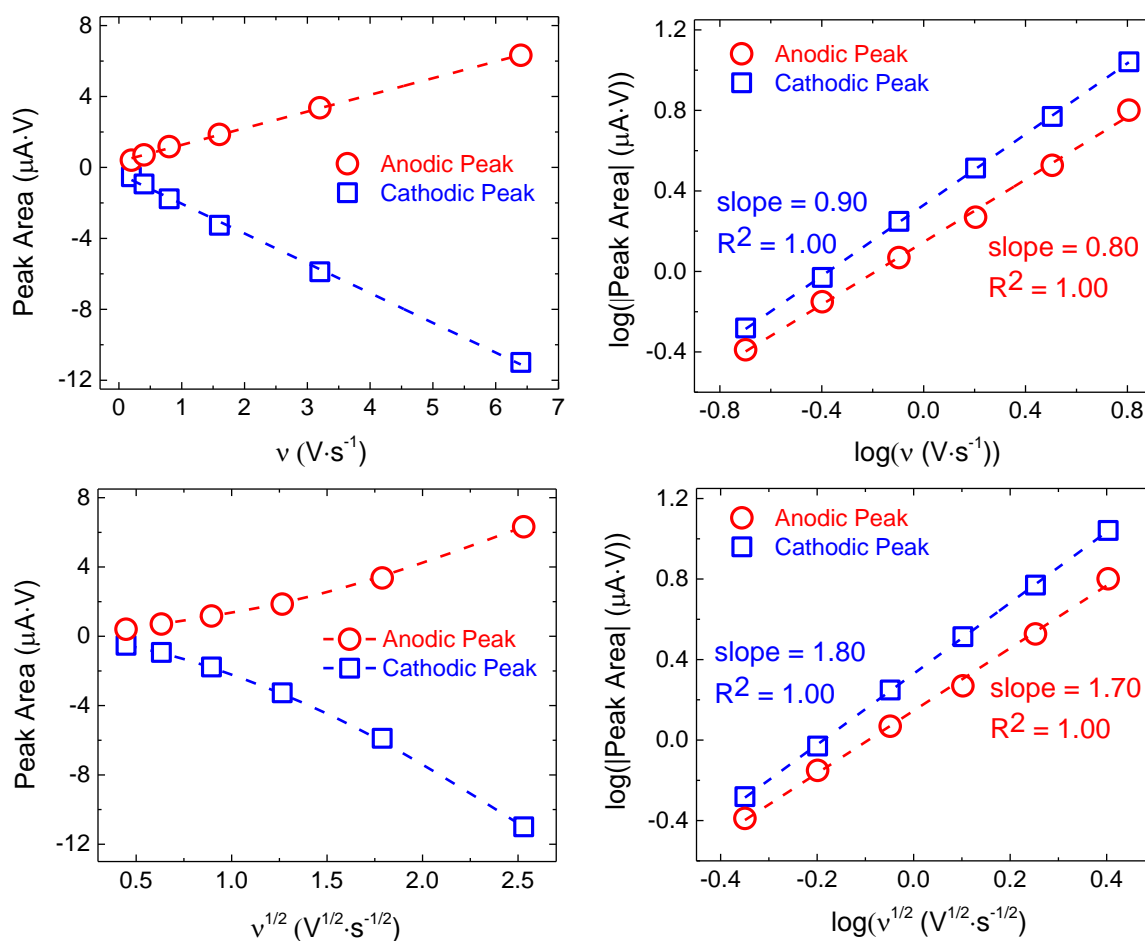 8
4
0
-4
-8
-12
Peak Area (μA·V)
Anodic Peak
Cathodic Peak
0 1 2 3 4 5 6 7
ν (V·s⁻¹)
1.2
0.8
0.4
0.0
-0.4
log(|Peak Area| (μA·V))
Anodic Peak
Cathodic Peak
slope = 0.90
R² = 1.00
slope = 0.80
R² = 1.00
-0.8 -0.4 0.0 0.4 0.8
log(ν (V·s⁻¹))
8
4
0
-4
-8
-12
Peak Area (μA·V)
Anodic Peak
Cathodic Peak
0.5 1.0 1.5 2.0 2.5
ν^1/2 (V^1/2·s^-1/2)
1.2
0.8
0.4
0.0
-0.4
log(|Peak Area| (μA·V))
Anodic Peak
Cathodic Peak
slope = 1.80
R² = 1.00
slope = 1.70
R² = 1.00
-0.4 -0.2 0.0 0.2 0.4
log(ν^1/2 (V^1/2·s^-1/2)